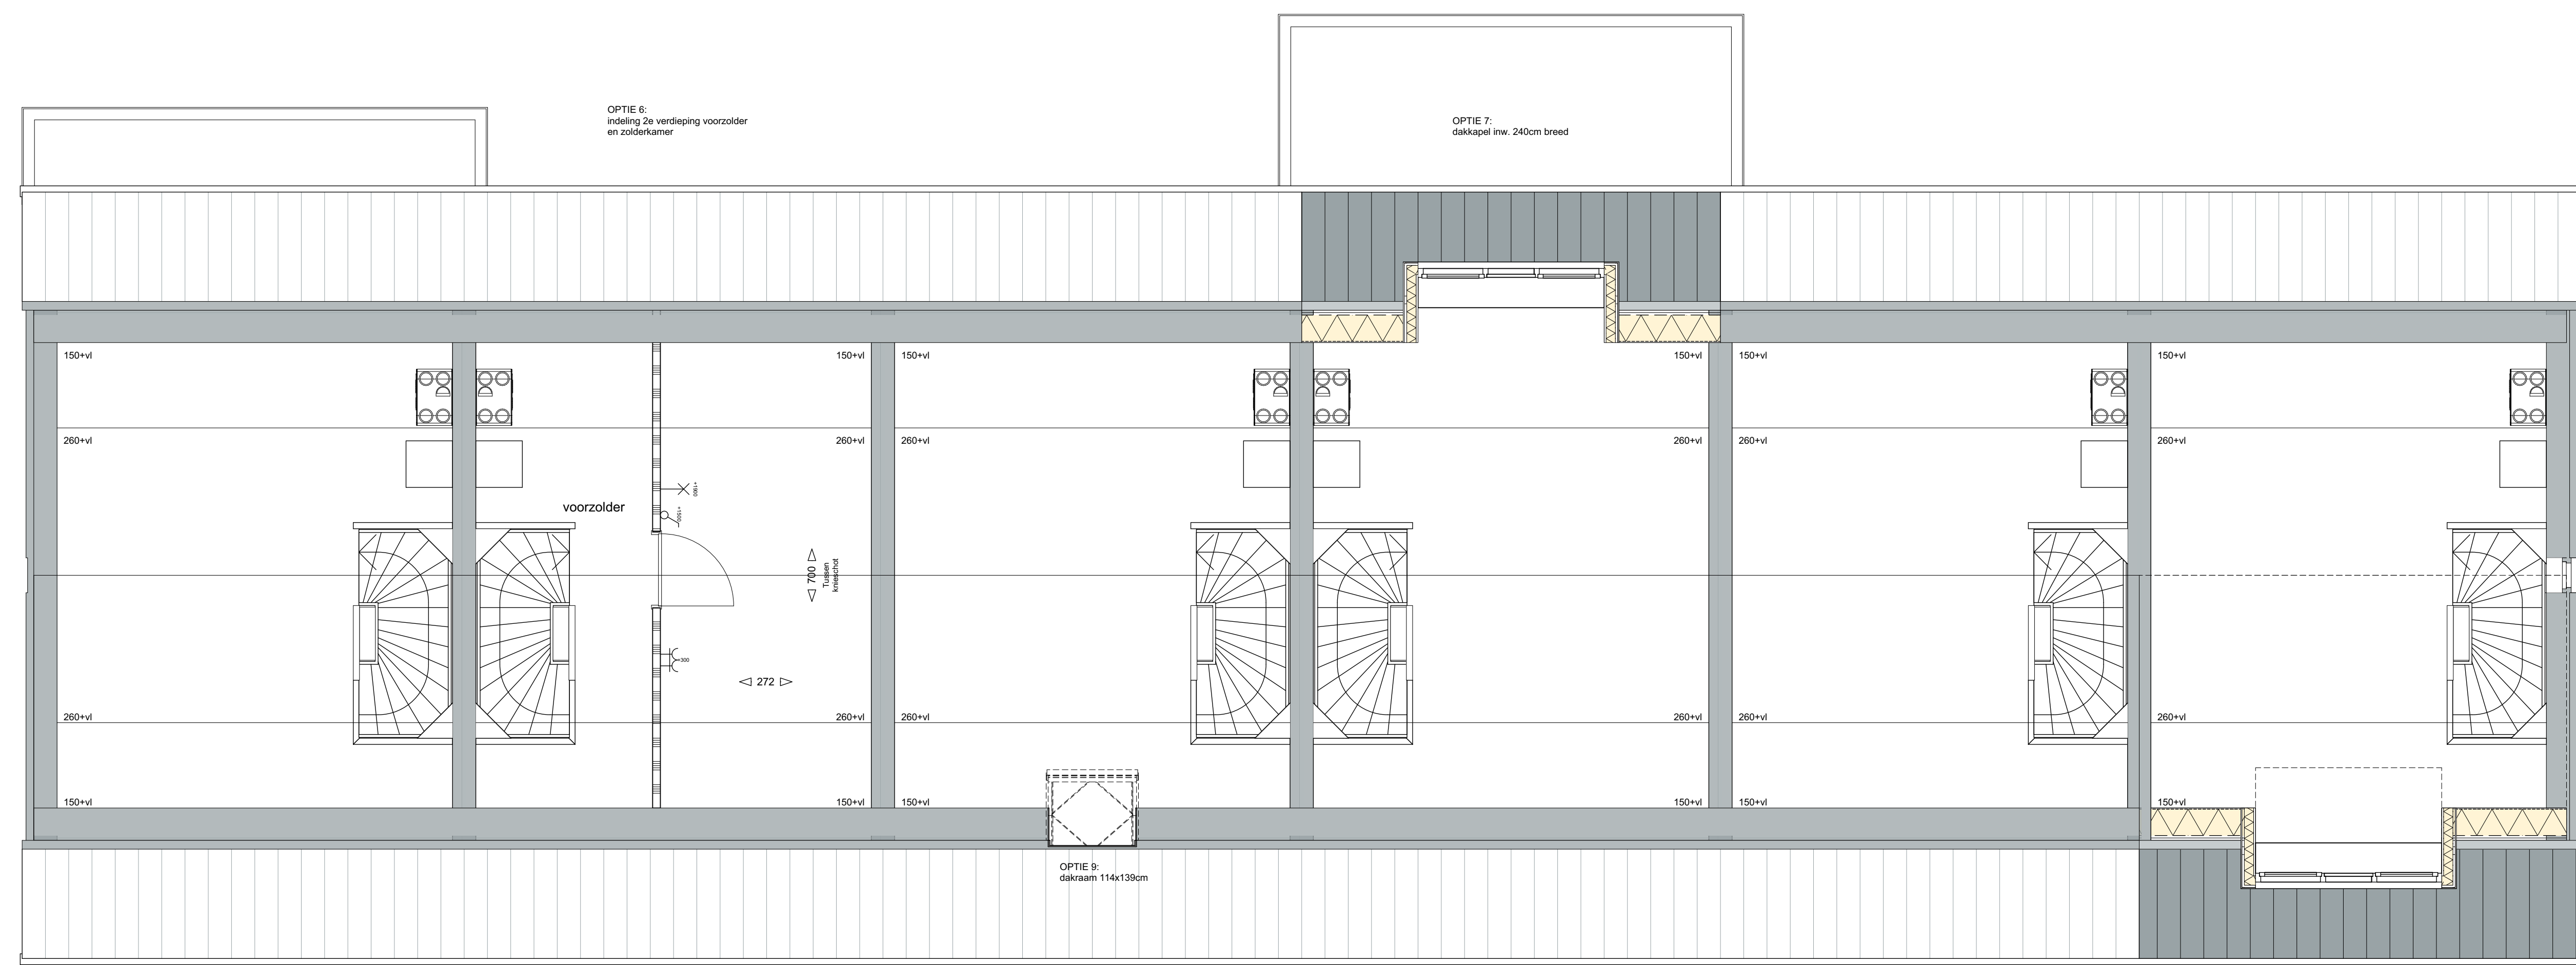 OPTIE 6:
indeling 2e verdieping voorzolder
en zolderkamer
OPTIE 7:
dakkapel inw. 240cm breed
150+vl
150+vl
150+vl
150+vl
150+vl
150+vl
260+vl
260+vl
260+vl
260+vl
260+vl
260+vl
+1800
voorzolder
+1500
700
Tussen
knieschot
300
272
260+vl
260+vl
260+vl
260+vl
260+vl
260+vl
150+vl
150+vl
150+vl
150+vl
150+vl
150+vl
OPTIE 9:
dakraam 114x139cm